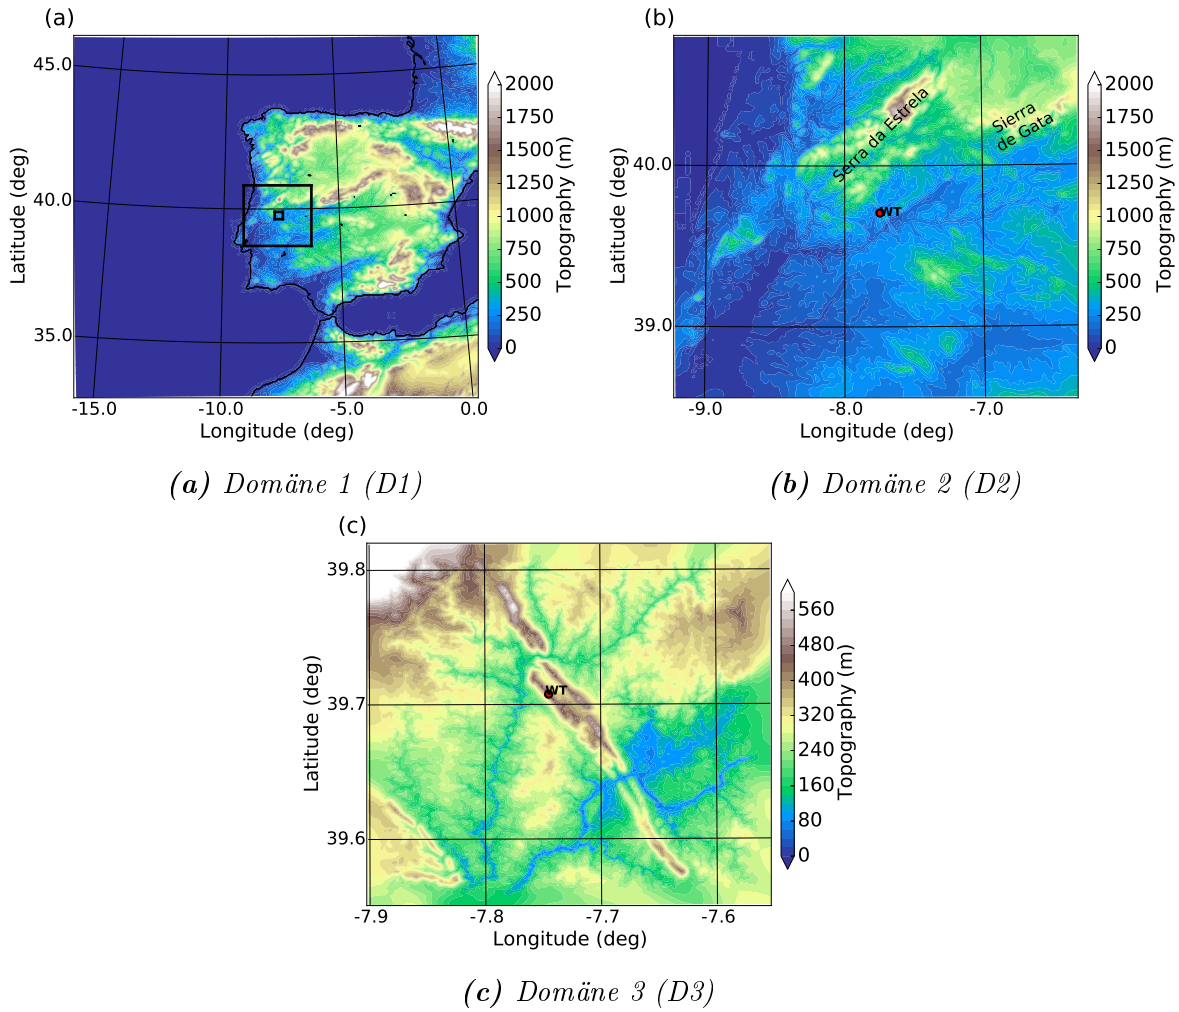 (a)
45.0
40.0
35.0
-15.0 -10.0 -5.0 0.0
Longitude (deg)
Latitude (deg)
2000
1750
1500
1250
1000
750
500
250
0
Topography (m)
(a) Domäne 1 (D1)
(b)
Serra da Estrela
Sierra
de Gata
WT
40.0
39.0
-9.0 -8.0 -7.0
Longitude (deg)
Latitude (deg)
2000
1750
1500
1250
1000
750
500
250
0
Topography (m)
(b) Domäne 2 (D2)
(c)
WT
39.8
39.7
39.6
-7.9 -7.8 -7.7 -7.6
Longitude (deg)
Latitude (deg)
560
480
400
320
240
160
80
0
Topography (m)
(c) Domäne 3 (D3)